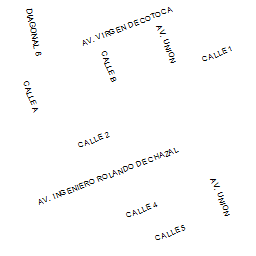 DIAGONAL 6
AV. VIRGEN DE COTOCA
AV. UNION
CALLE B
CALLE 1
CALLE A
CALLE 2
AV. INGENIERO ROLANDO DE CHAZAL
AV. UNION
CALLE 4
CALLE 5